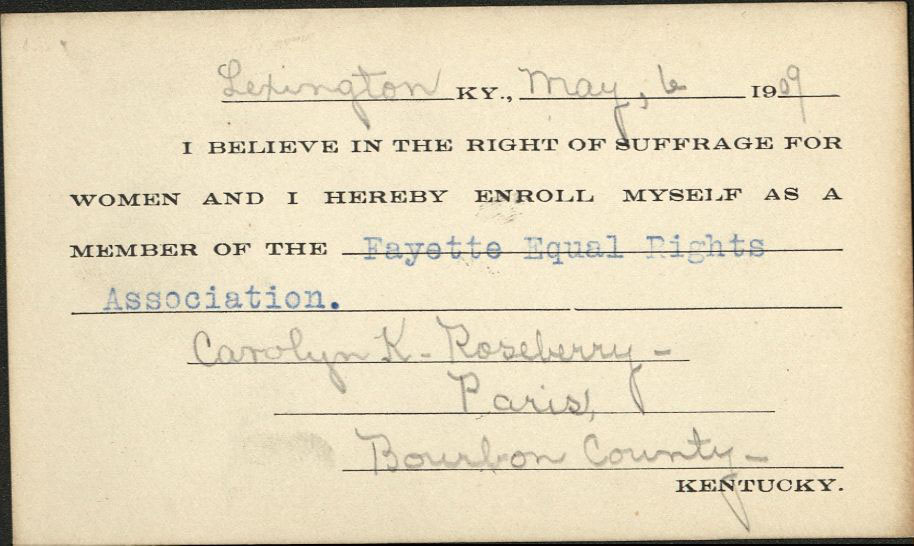 Lexington KY., May, 6 1909
I BELIEVE IN THE RIGHT OF SUFFRAGE FOR
WOMEN AND I HEREBY ENROLL MYSELF AS A
MEMBER OF THE Fayette Equal Rights
Association.
Carolyn K - Roseberry -
Paris,
Bourbon County -
KENTUCKY.